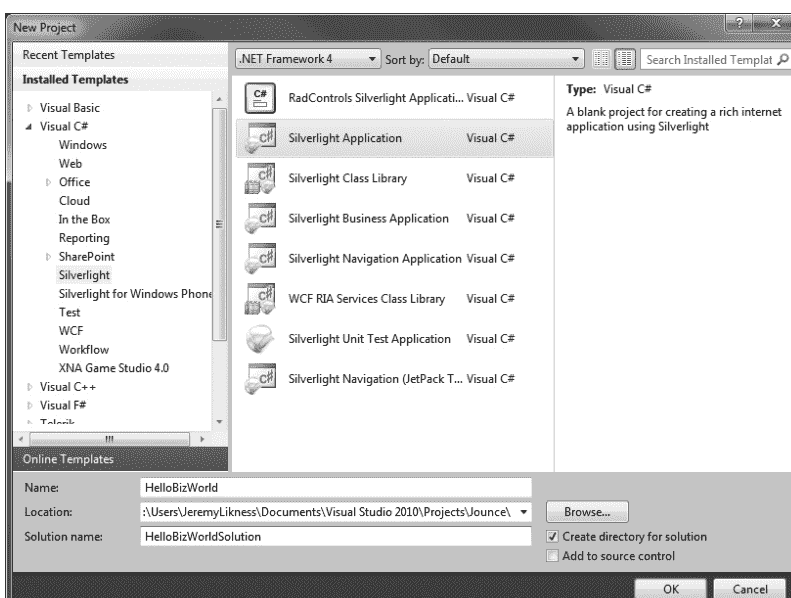 New Project
Recent Templates
Installed Templates
Visual Basic
Visual C#
Windows
Web
Office
Cloud
In the Box
Reporting
SharePoint
Silverlight
Silverlight for Windows Phone
Test
WCF
Workflow
XNA Game Studio 4.0
Visual C++
Visual F#
Telerik
Online Templates
.NET Framework 4 Sort by: Default
Search Installed Templat
RadControls Silverlight Applicati... Visual C#
Silverlight Application Visual C#
Silverlight Class Library Visual C#
Silverlight Business Application Visual C#
Silverlight Navigation Application Visual C#
WCF RIA Services Class Library Visual C#
Silverlight Unit Test Application Visual C#
Silverlight Navigation (JetPack T... Visual C#
Type: Visual C#
A blank project for creating a rich internet
application using Silverlight
Name: HelloBizWorld
Location: :\Users\JeremyLikness\Documents\Visual Studio 2010\Projects\Jounce\ Browse...
Solution name: HelloBizWorldSolution
Create directory for solution
Add to source control
OK Cancel